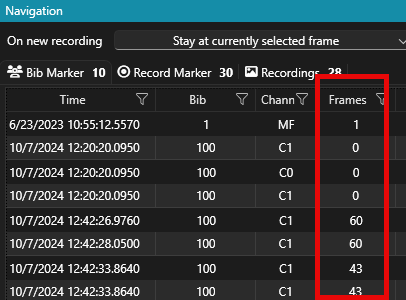 Navigation
On new recording Stay at currently selected frame
Bib Marker 10 Record Marker 30 Recordings 28
Time Bib Chann Frames
6/23/2023 10:55:12.5570 1 MF 1
10/7/2024 12:20:20.0950 100 C1 0
10/7/2024 12:20:20.0950 100 C0 0
10/7/2024 12:20:20.0950 100 C1 0
10/7/2024 12:42:26.9760 100 C1 60
10/7/2024 12:42:28.0500 100 C1 60
10/7/2024 12:42:33.8640 100 C1 43
10/7/2024 12:42:33.8640 100 C1 43